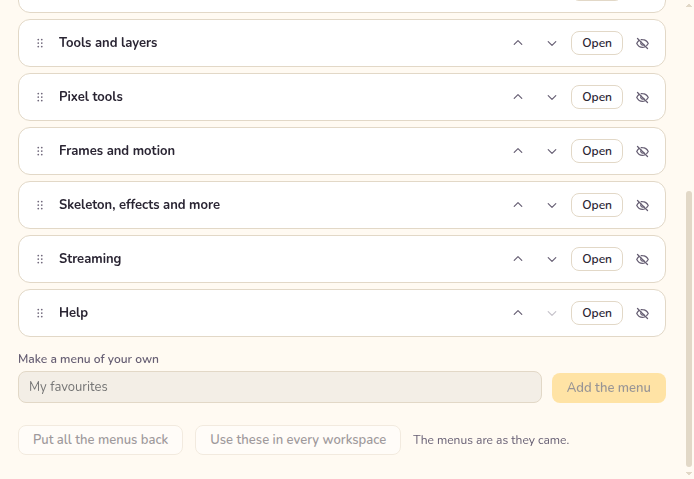 Tools and layers Open
Pixel tools Open
Frames and motion Open
Skeleton, effects and more Open
Streaming Open
Help Open
Make a menu of your own
My favourites Add the menu
Put all the menus back Use these in every workspace The menus are as they came.